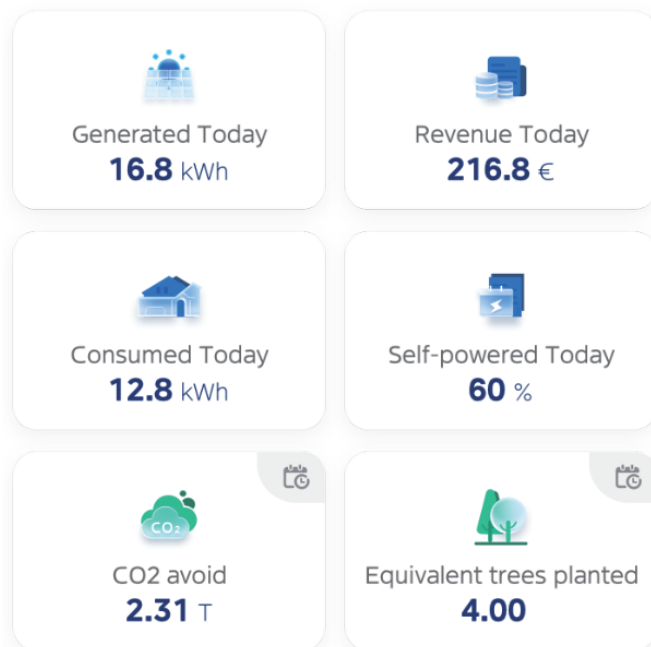 Generated Today
16.8 kWh
Revenue Today
216.8 €
Consumed Today
12.8 kWh
Self-powered Today
60 %
CO₂
CO2 avoid
2.31 T
Equivalent trees planted
4.00